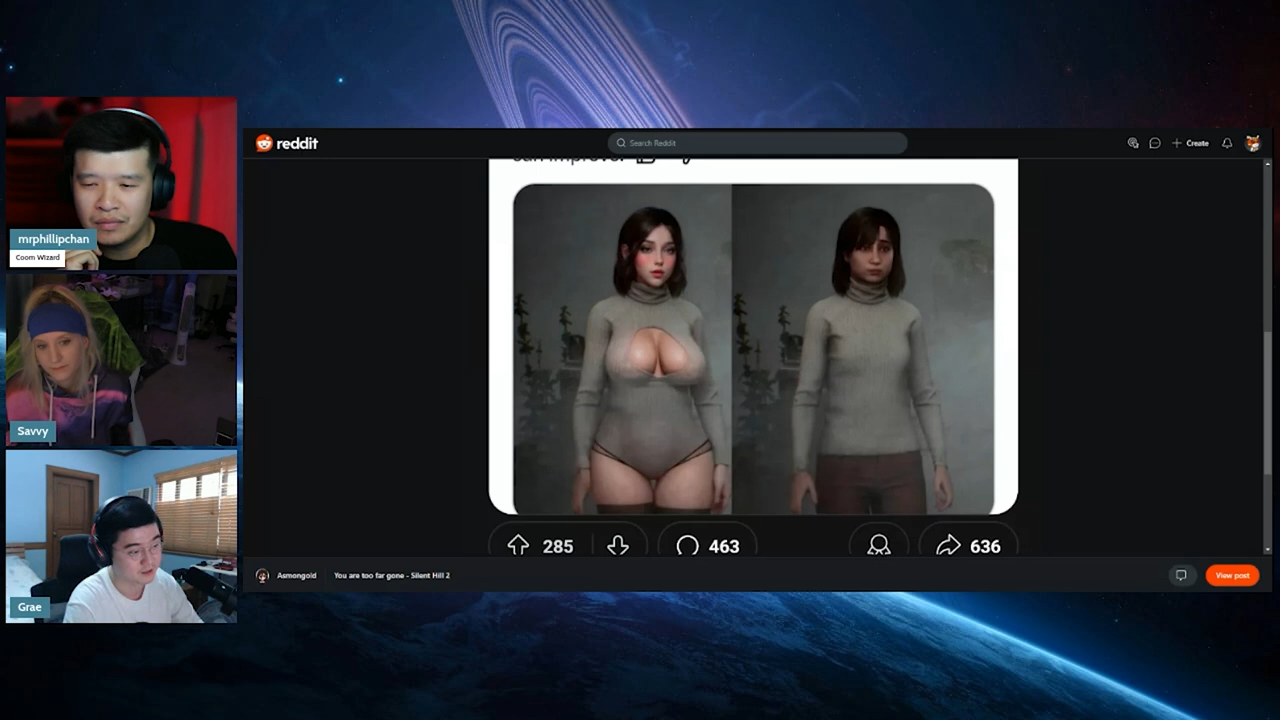 reddit
Search Reddit
Create
mrphillipchan
Coom Wizard
Savvy
Grae
285
463
636
Asmongold
You are too far gone - Silent Hill 2
View post